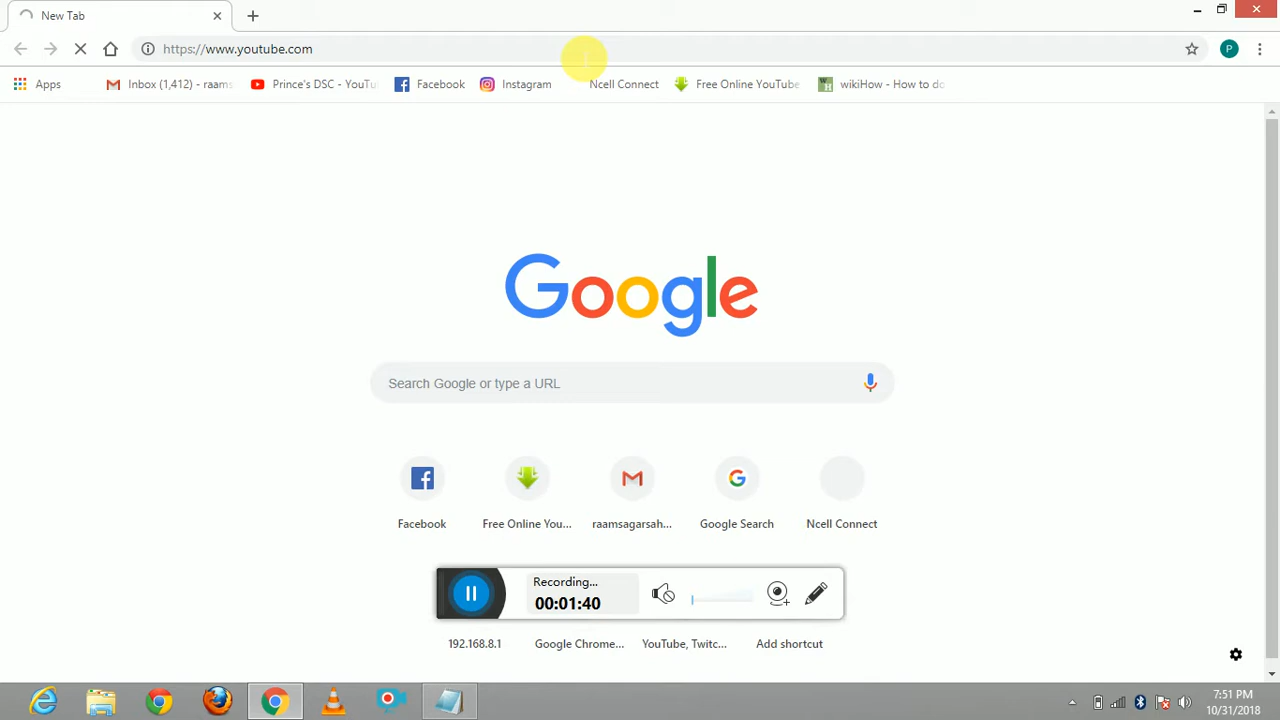 New Tab
https://www.youtube.com
P
Apps
Inbox (1,412) - raams
Prince's DSC - YouTu
Facebook
Instagram
Ncell Connect
Free Online YouTube
wikiHow - How to do
Google
Search Google or type a URL
Facebook
Free Online You...
raamsagarsah...
Google Search
Ncell Connect
Recording...
00:01:40
192.168.8.1
Google Chrome...
YouTube, Twitc...
Add shortcut
7:51 PM
10/31/2018